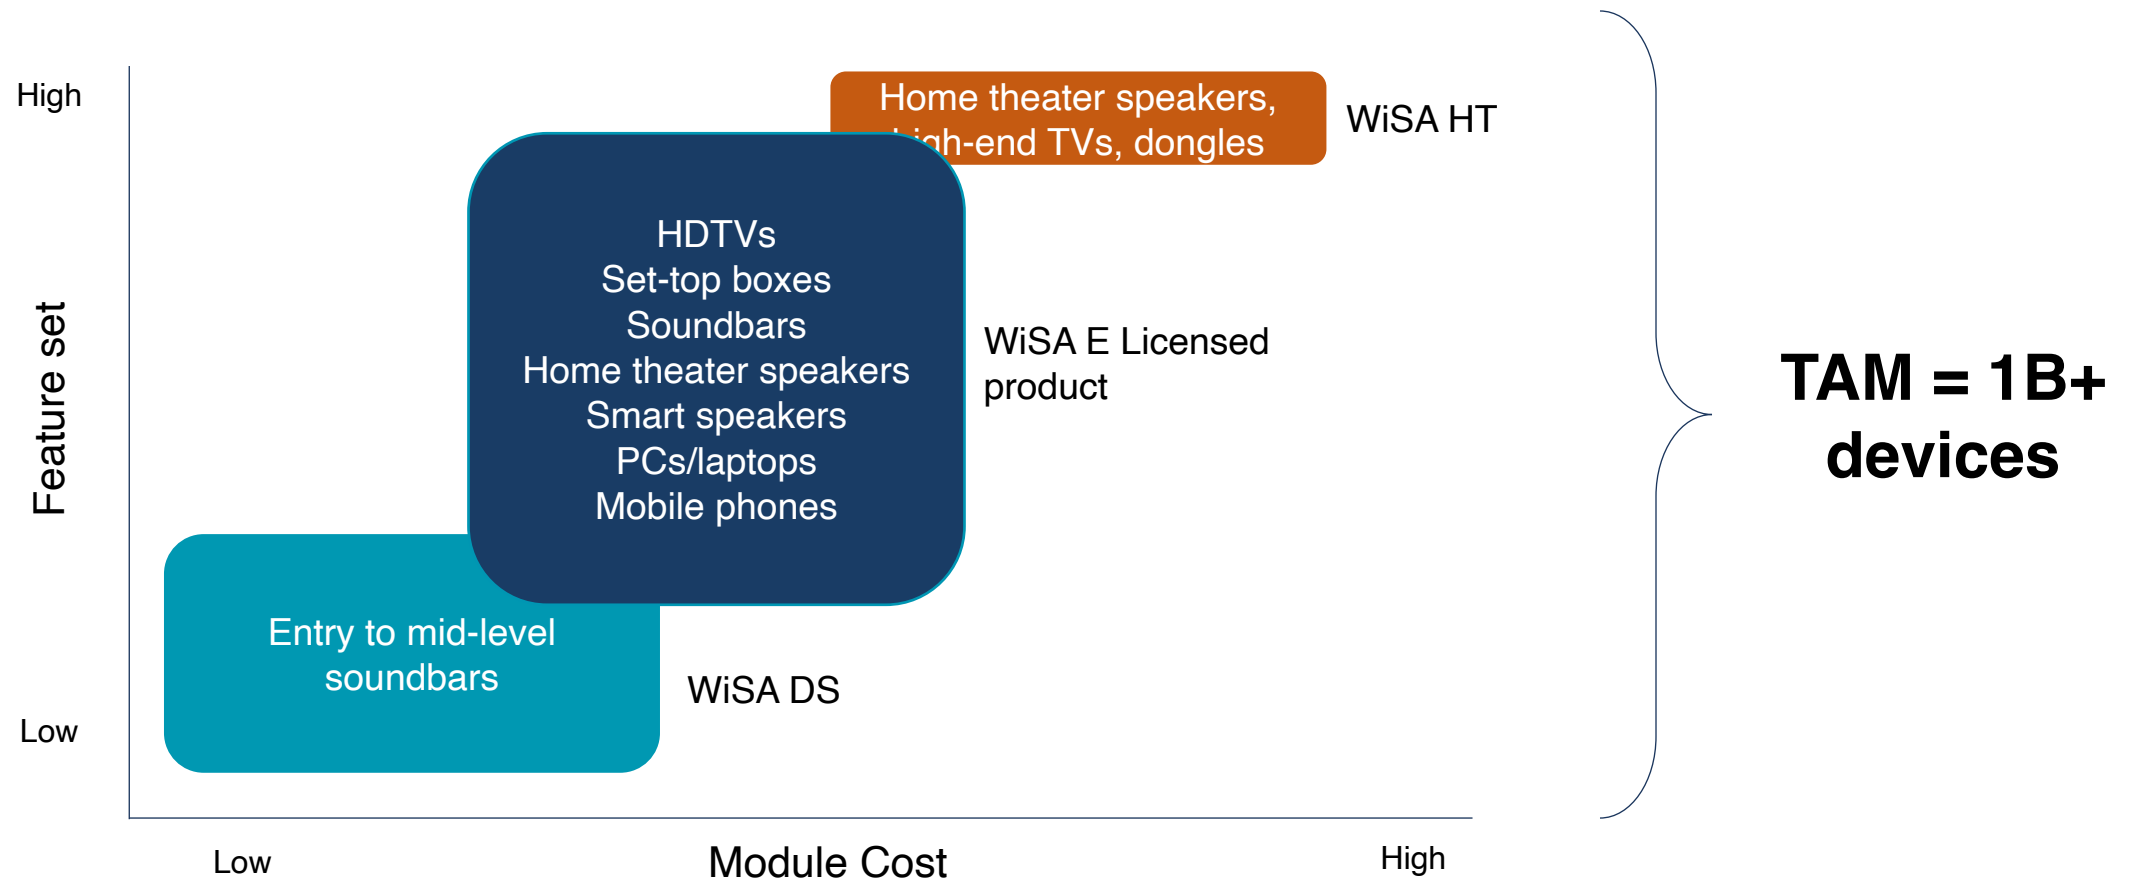 High
Home theater speakers,
high-end TVs, dongles
WiSA HT
HDTVs
Set-top boxes
Soundbars
Home theater speakers
Smart speakers
PCs/laptops
Mobile phones
WiSA E Licensed
product
Feature set
TAM = 1B+
devices
Entry to mid-level
soundbars
WiSA DS
Low
Low
Module Cost
High